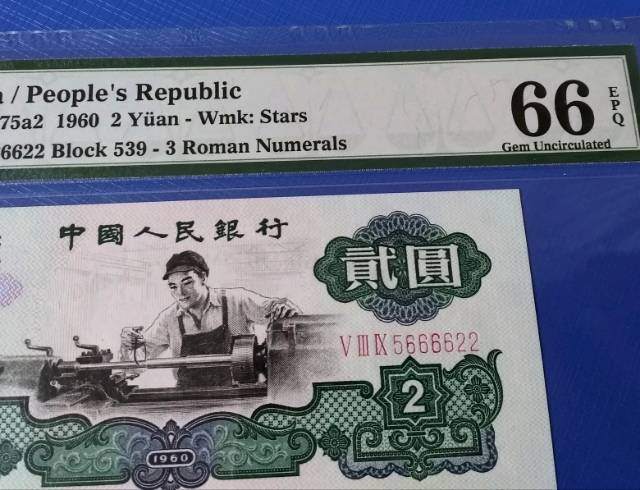 a / People's Republic
75a2 1960 2 Yüan - Wmk: Stars
6622 Block 539 - 3 Roman Numerals
66 EPQ
Gem Uncirculated
中國人民銀行
貳圓
V III IX 5666622
2
1960